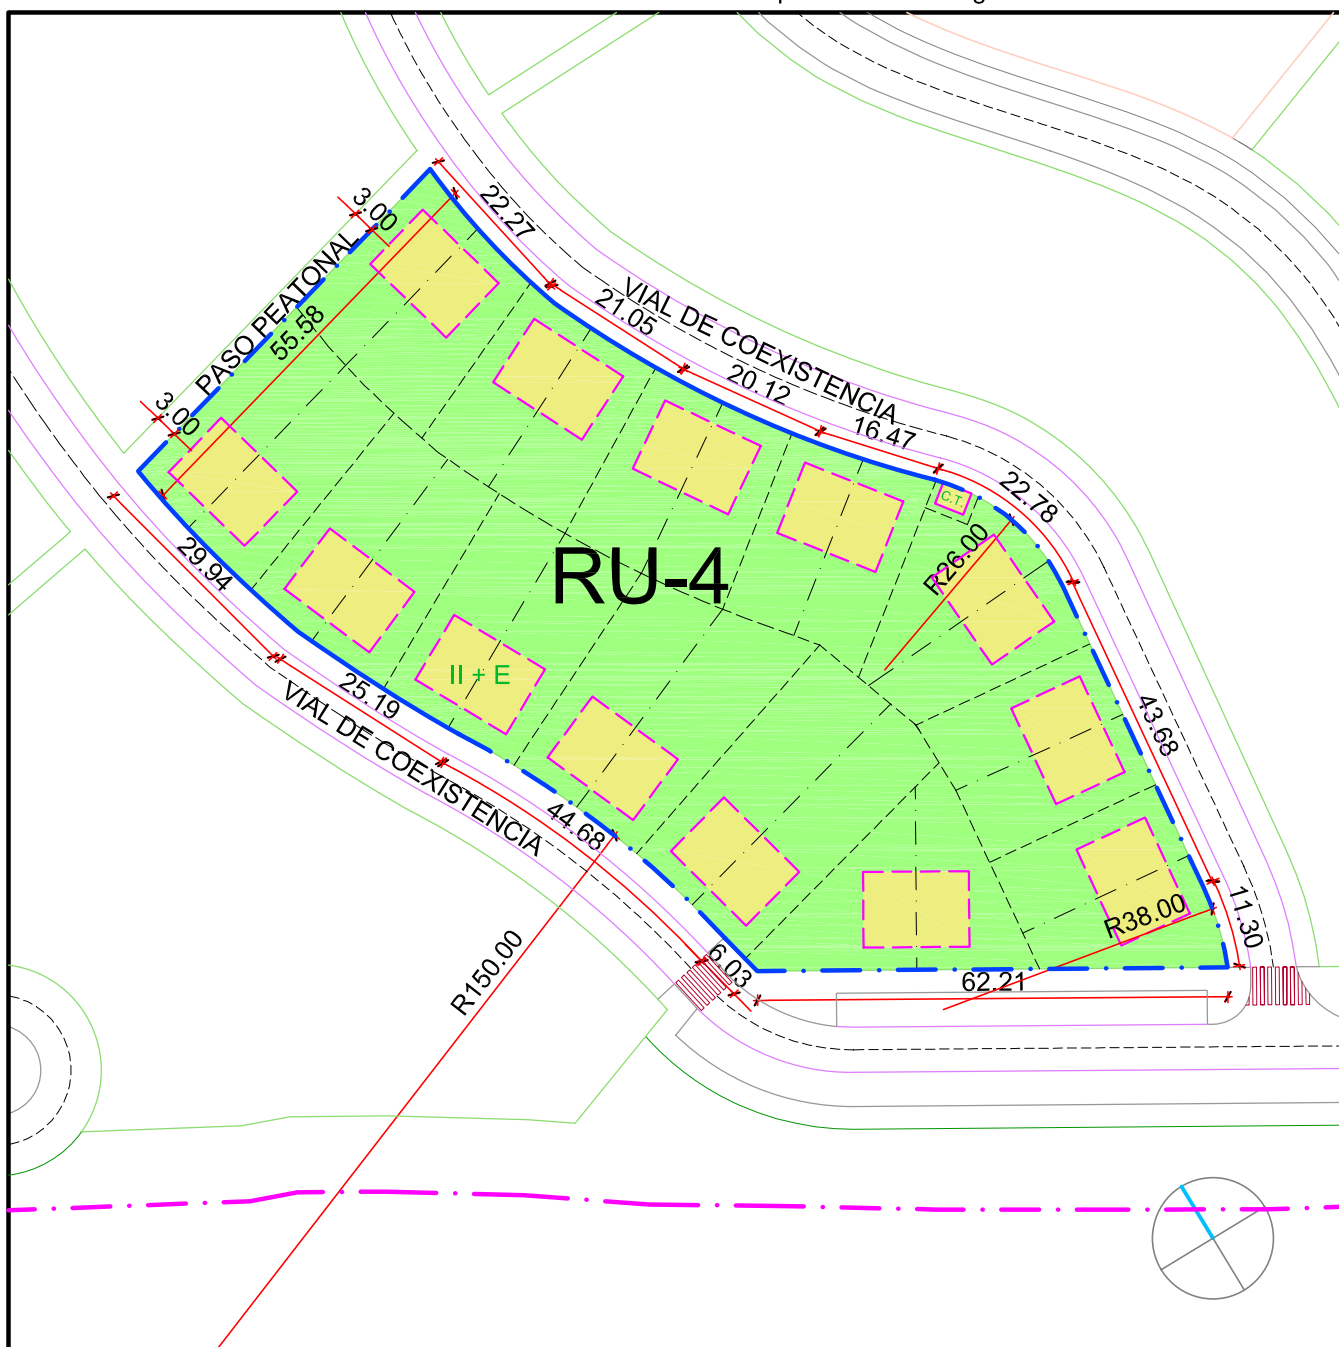 3.00
22.27
PASO PEATONAL
55.58
VIAL DE COEXISTENCIA
21.05
20.12
16.47
3.00
22.78
C.T.
R26.00
RU-4
29.94
II + E
25.19
43.68
VIAL DE COEXISTENCIA
44.68
R38.00
11.30
6.03
R150.00
62.21